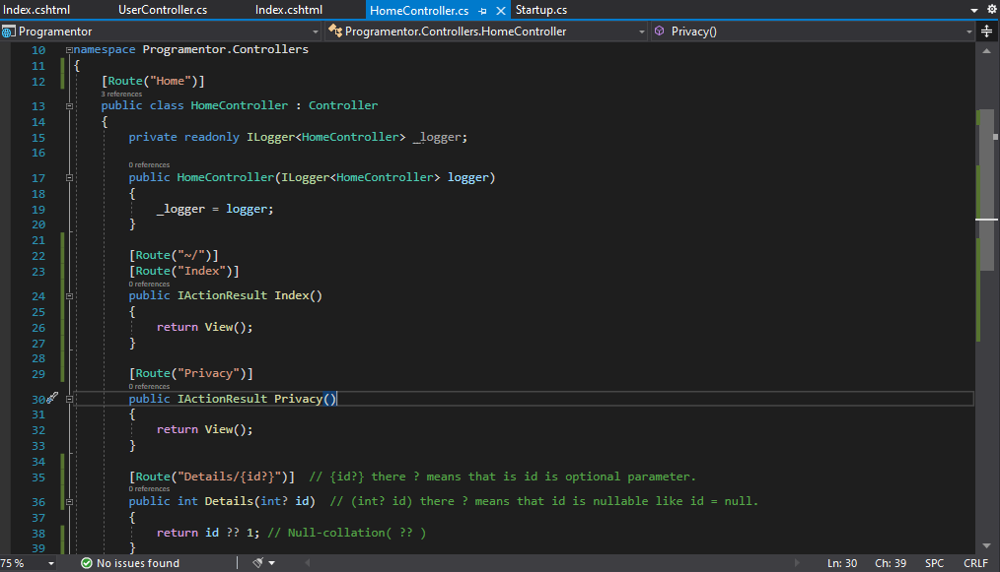 Index.cshtml UserController.cs Index.cshtml HomeController.cs Startup.cs
Programentor Programentor.Controllers.HomeController Privacy()
10 namespace Programentor.Controllers
11 {
12 [Route("Home")]
3 references
13 public class HomeController : Controller
14 {
15 private readonly ILogger<HomeController> _logger;
16
0 references
17 public HomeController(ILogger<HomeController> logger)
18 {
19 _logger = logger;
20 }
21
22 [Route("~/")]
23 [Route("Index")]
0 references
24 public IActionResult Index()
25 {
26 return View();
27 }
28
29 [Route("Privacy")]
0 references
30 public IActionResult Privacy()
31 {
32 return View();
33 }
34
35 [Route("Details/{id?}")] // {id?} there ? means that is id is optional parameter.
0 references
36 public int Details(int? id) // (int? id) there ? means that id is nullable like id = null.
37 {
38 return id ?? 1; // Null-collation( ?? )
39 }
75 % No issues found Ln: 30 Ch: 39 SPC CRLF